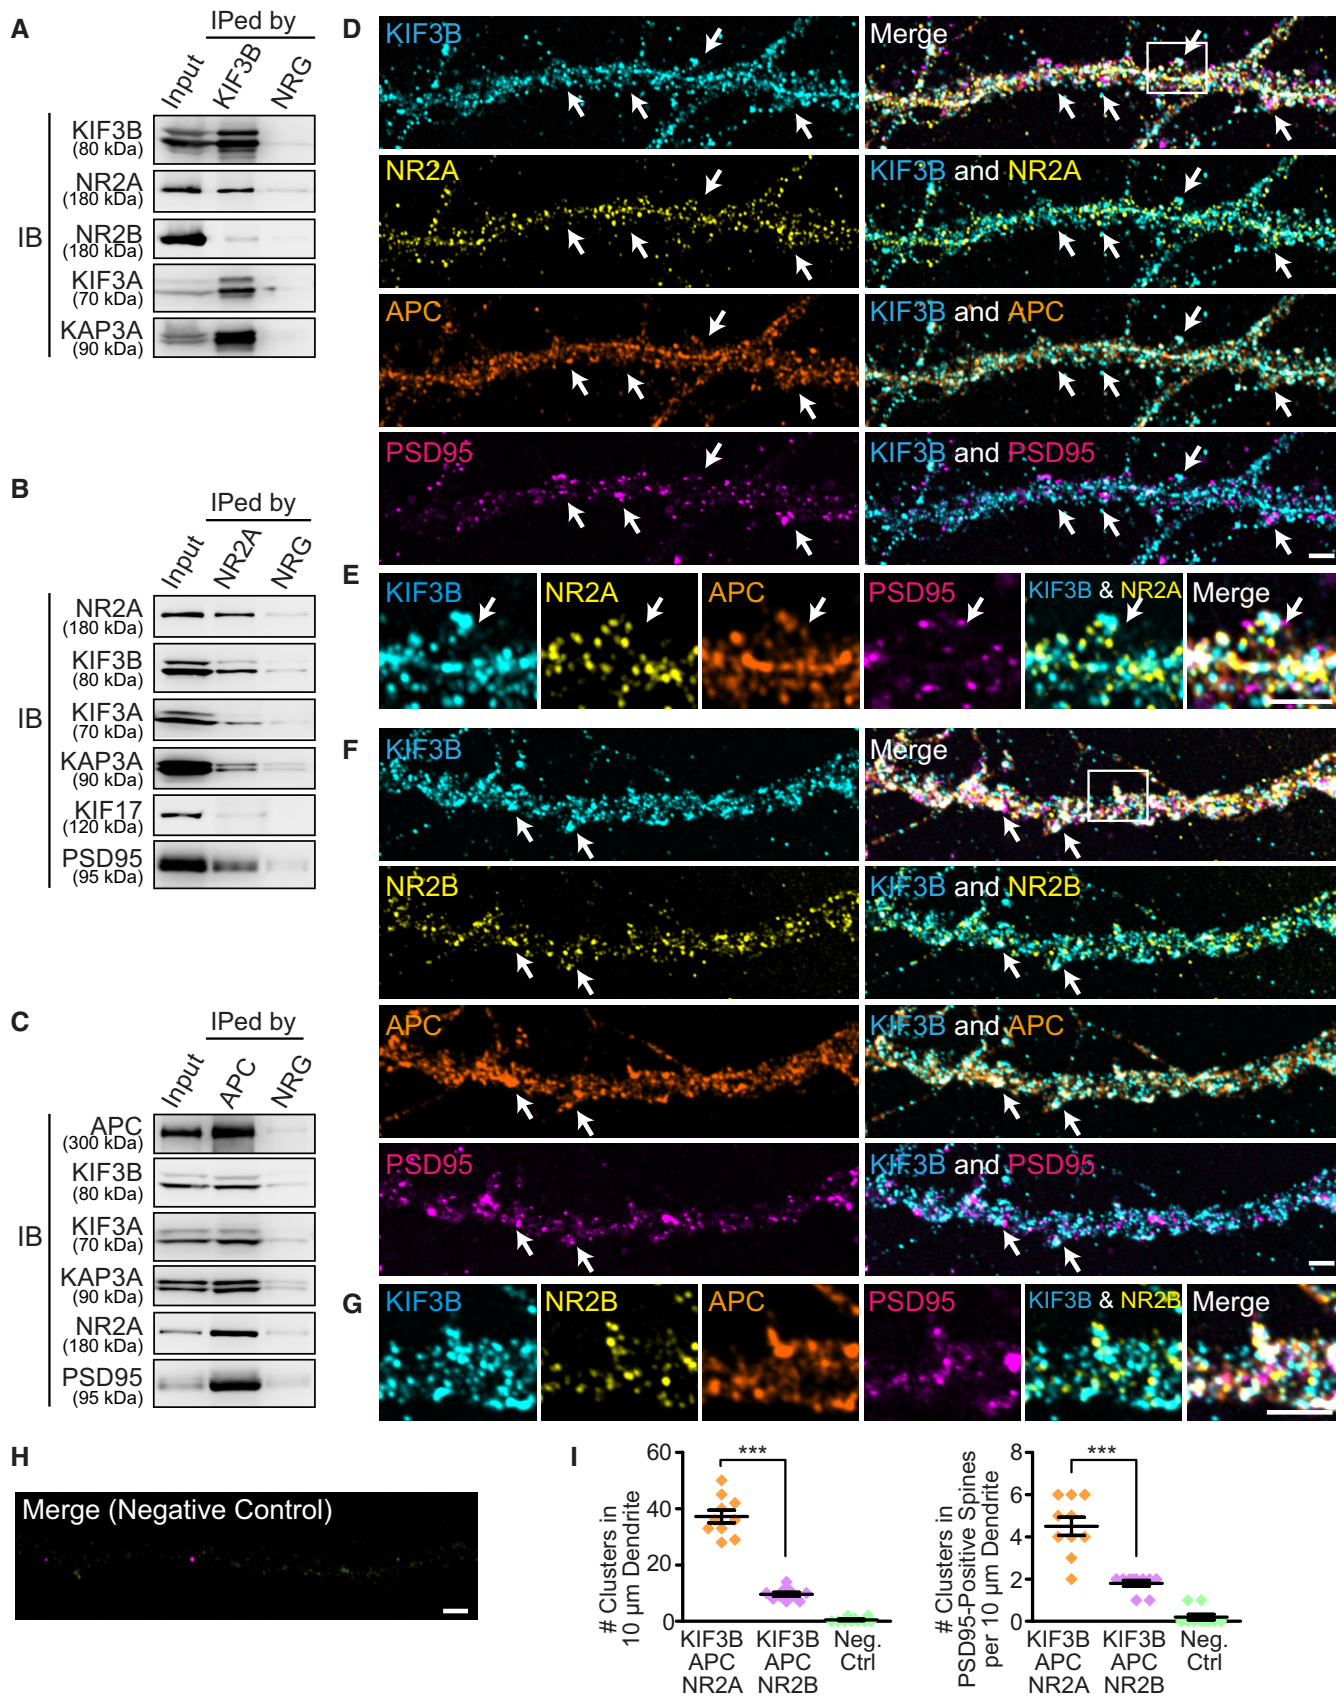 A
IPed by
Input
KIF3B
NRG
IB
KIF3B
(80 kDa)
NR2A
(180 kDa)
NR2B
(180 kDa)
KIF3A
(70 kDa)
KAP3A
(90 kDa)
B
IPed by
Input
NR2A
NRG
IB
NR2A
(180 kDa)
KIF3B
(80 kDa)
KIF3A
(70 kDa)
KAP3A
(90 kDa)
KIF17
(120 kDa)
PSD95
(95 kDa)
C
IPed by
Input
APC
NRG
IB
APC
(300 kDa)
KIF3B
(80 kDa)
KIF3A
(70 kDa)
KAP3A
(90 kDa)
NR2A
(180 kDa)
PSD95
(95 kDa)
D
KIF3B
Merge
NR2A
KIF3B and NR2A
APC
KIF3B and APC
PSD95
KIF3B and PSD95
E
KIF3B
NR2A
APC
PSD95
KIF3B & NR2A
Merge
F
KIF3B
Merge
NR2B
KIF3B and NR2B
APC
KIF3B and APC
PSD95
KIF3B and PSD95
G
KIF3B
NR2B
APC
PSD95
KIF3B & NR2B
Merge
H
Merge (Negative Control)
I
# Clusters in
10 µm Dendrite
60
40
20
0
***
KIF3B
APC
NR2A
KIF3B
APC
NR2B
Neg.
Ctrl
# Clusters in
PSD95-Positive Spines
per 10 µm Dendrite
8
6
4
2
0
***
KIF3B
APC
NR2A
KIF3B
APC
NR2B
Neg.
Ctrl